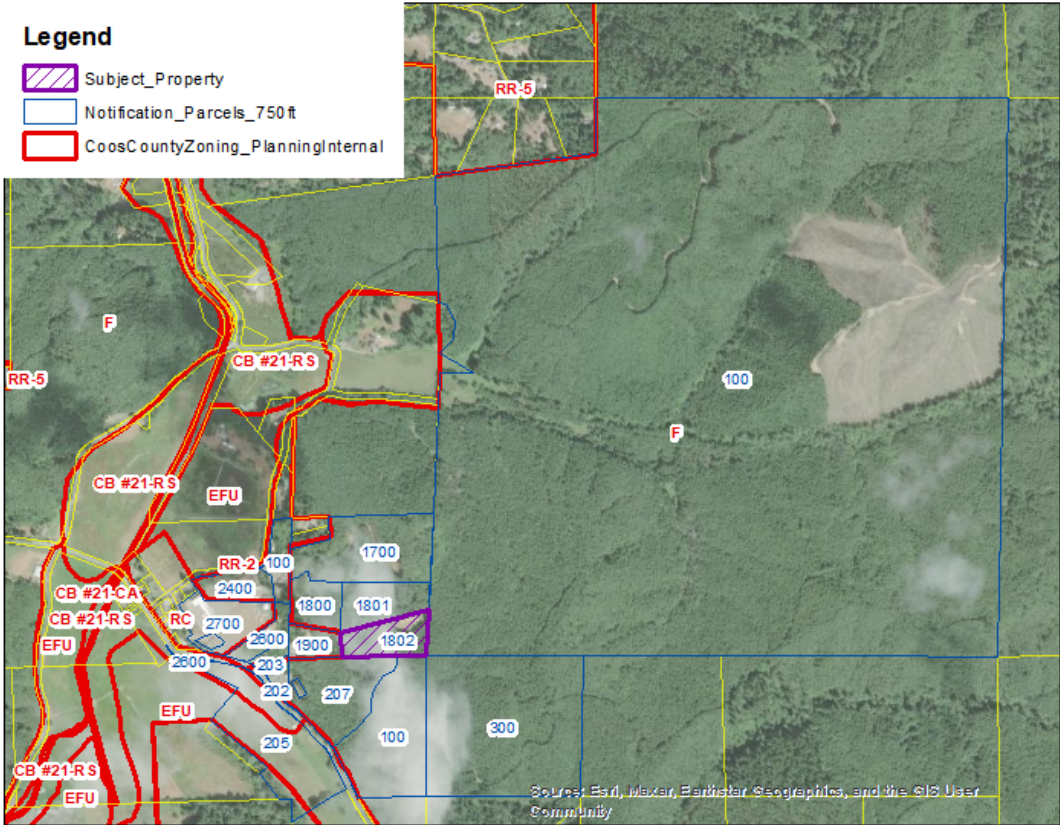 Legend
Subject_Property
Notification_Parcels_750ft
CoosCountyZoning_PlanningInternal
RR-5
F
CB #21-RS
RR-5
100
F
CB #21-RS
EFU
1700
RR-2
100
2400
CB #21-CA
1800
1801
CB #21-RS
RC
2700
2600
1900
1802
EFU
2600
203
202
207
EFU
205
100
300
CB #21-RS
EFU
Source: Esri, Maxar, Earthstar Geographics, and the GIS User
Community